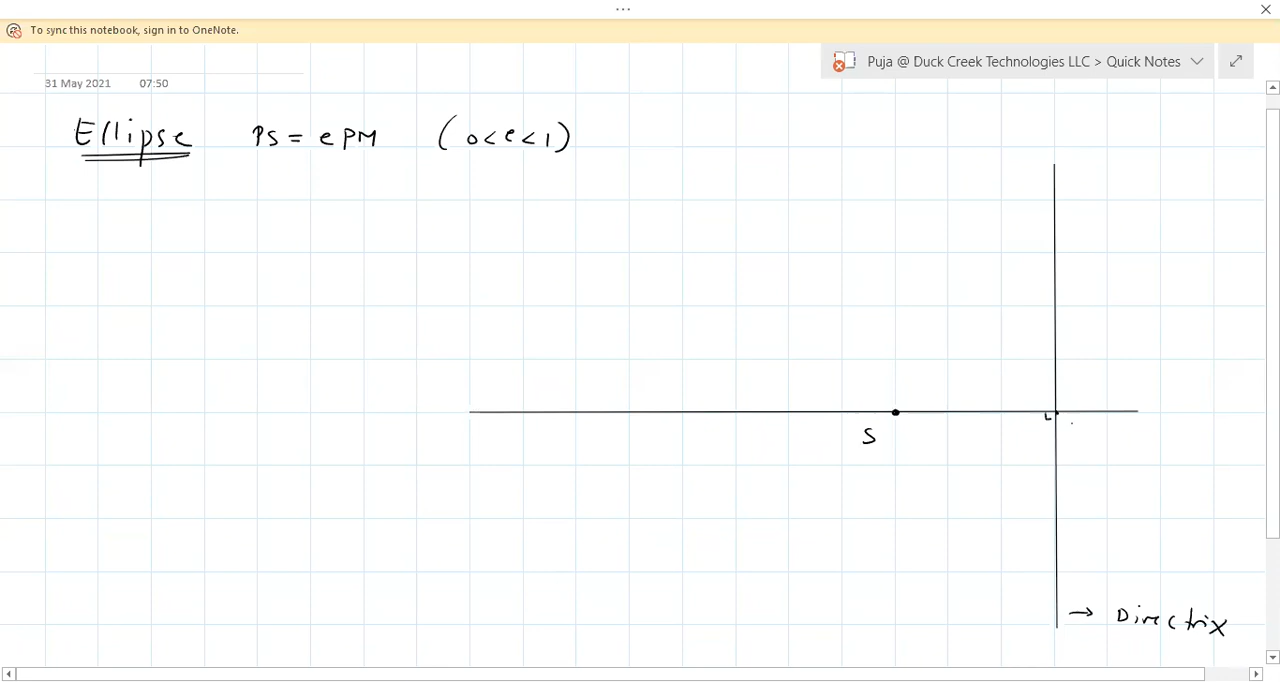 To sync this notebook, sign in to OneNote.
Puja @ Duck Creek Technologies LLC > Quick Notes
31 May 2021 07:50
Ellipse PS = e PM (0 < e < 1)
S
→ Directrix